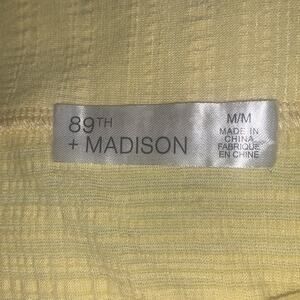 89TH
+ MADISON
M/M
MADE IN
CHINA
FABRIQUÉ
EN CHINE